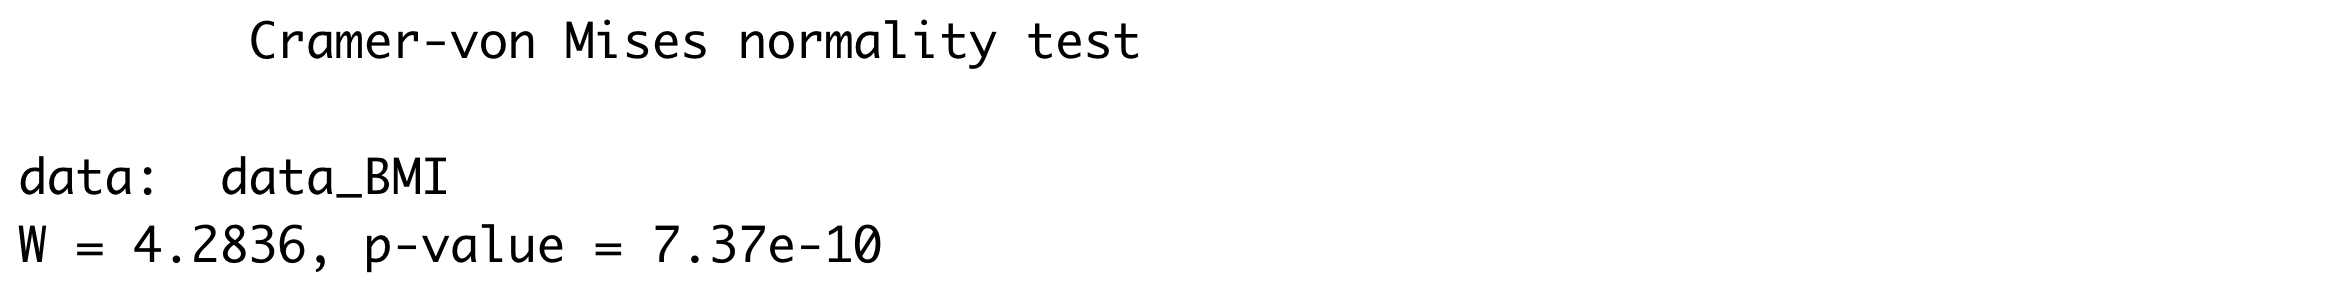 Cramer-von Mises normality test
data:  data_BMI
W = 4.2836, p-value = 7.37e-10